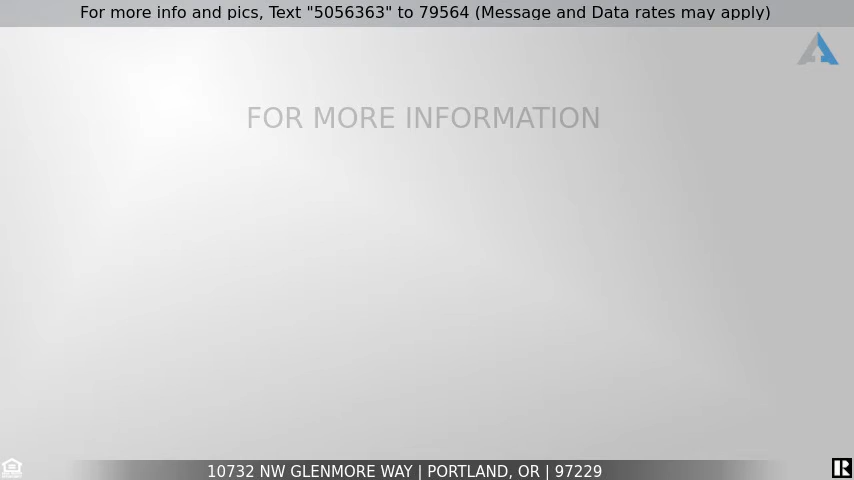 For more info and pics, Text "5056363" to 79564 (Message and Data rates may apply)
FOR MORE INFORMATION
10732 NW GLENMORE WAY | PORTLAND, OR | 97229